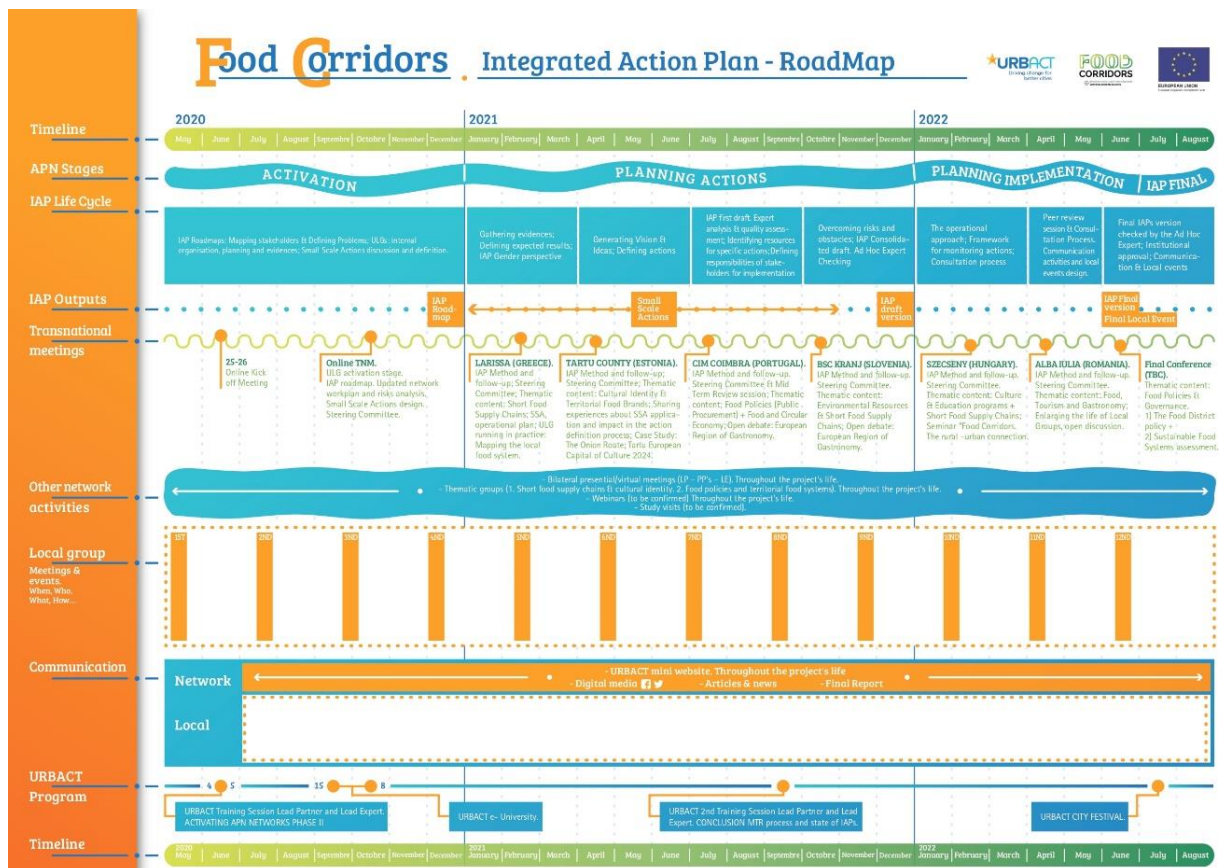 Food Corridors. Integrated Action Plan - RoadMap
URBACT
Driving change for
better cities
FOOD
CORRIDORS
EUROPEAN UNION
2020
2021
2022
Timeline
May June July August Septembre Octobre November December January February March April May June July August September October November December January February March April May June July August
APN Stages
ACTIVATION
PLANNING ACTIONS
PLANNING IMPLEMENTATION
IAP FINAL
IAP Life Cycle
IAP Roadmaps: Mapping stakeholders & Defining Problems; ULGs: internal
organisation, planning and evidences; Small Scale Actions discussion and definition.
Gathering evidences;
Defining expected results;
IAP Gender perspective
Generating Vision &
Ideas; Defining actions
IAP first draft. Expert
analysis & quality assess-
ment; Identifying resources
for specific actions;Defining
responsibilities of stake-
holders for implementation
Overcoming risks and
obstacles; IAP Consolida-
ted draft. Ad Hoc Expert
Checking
The operational
approach; Framework
for monitoring actions;
Consultation process
Peer review
session & Consul-
tation Process.
Communication
activities and local
events design.
Final IAPs version
checked by the Ad Hoc
Expert; Institutional
approval; Communica-
tion & Local events
IAP Outputs
IAP
Road-
map
Small
Scale
Actions
IAP
draft
version
IAP Final
version
Final Local Event
Transnational
meetings
25-26
Online Kick
off Meeting
Online TNM.
ULG activation stage.
IAP roadmap. Updated network
workplan and risks analysis,
Small Scale Actions design.
Steering Committee.
LARISSA (GREECE).
IAP Method and
follow-up; Steering
Committee; Thematic
content: Short Food
Supply Chains; SSA,
operational plan; ULG
running in practice:
Mapping the local
food system.
TARTU COUNTY (ESTONIA).
IAP Method and follow-up;
Steering Committee; Thematic
content: Cultural Identity &
Territorial Food Brands; Sharing
experiences about SSA applica-
tion and impact in the action
definition process; Case Study:
The Onion Route; Tartu European
Capital of Culture 2024.
CIM COIMBRA (PORTUGAL).
IAP Method and follow-up.
Steering Committee & Mid
Term Review session; Thematic
content: Food Policies (Public
Procurement) + Food and Circular
Economy; Open debate: European
Region of Gastronomy.
BSC KRANJ (SLOVENIA).
IAP Method and follow-up.
Steering Committee.
Thematic content:
Environmental Resources
& Short Food Supply
Chains; Open debate:
European Region of
Gastronomy.
SZECSENY (HUNGARY).
IAP Method and follow-up.
Steering Committee.
Thematic content: Culture
& Education programs +
Short Food Supply Chains;
Seminar "Food Corridors.
The rural -urban connection.
ALBA IULIA (ROMANIA).
IAP Method and follow-up.
Steering Committee.
Thematic content: Food,
Tourism and Gastronomy;
Enlarging the life of Local
Groups, open discussion.
Final Conference
(TBC).
Thematic content:
Food Policies &
Governance.
1) The Food District
policy +
2) Sustainable Food
Systems assessment.
Other network
activities
- Bilateral presential/virtual meetings (LP – PP's – LE). Throughout the project's life.
- Thematic groups (1. Short food supply chains & cultural identity. 2. Food policies and territorial food systems). Throughout the project's life.
- Webinars (to be confirmed) Throughout the project's life.
- Study visits (to be confirmed).
Local group
Meetings &
events.
When, Who,
What, How...
1ST 2ND 3ND 4ND 5ND 6ND 7ND 8ND 9ND 10ND 11ND 12ND
Communication
Network
- URBACT mini website. Throughout the project's life
- Digital media - Articles & news - Final Report
Local
URBACT
Program
4 5 15 8
URBACT Training Session Lead Partner and Lead Expert.
ACTIVATING APN NETWORKS PHASE II
URBACT e- University.
URBACT 2nd Training Session Lead Partner and Lead
Expert. CONCLUSION MTR process and state of IAPs.
URBACT CITY FESTIVAL.
Timeline
2020
2021
2022
May June July August Septembre Octobre November December January February March April May June July August September October November December January February March April May June July August